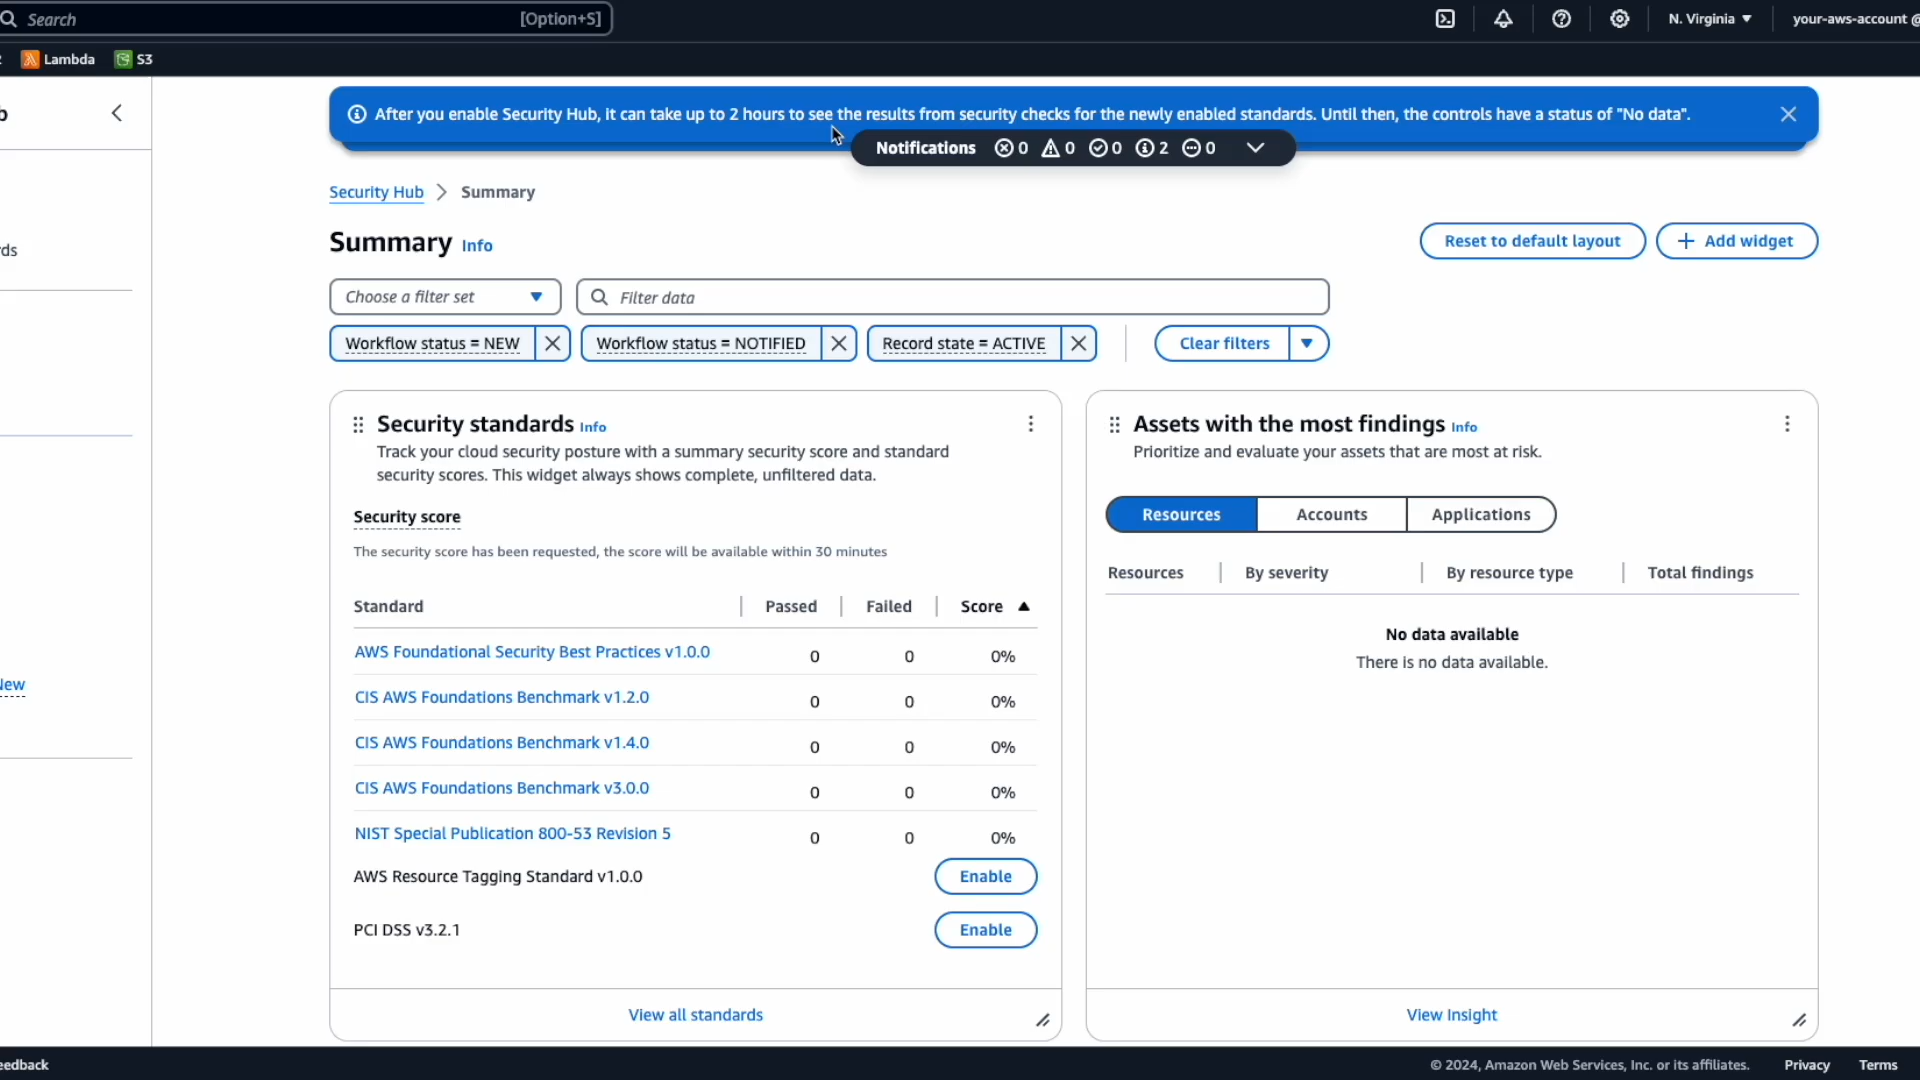 Search [Option+S] N. Virginia your-aws-account @
Lambda S3
After you enable Security Hub, it can take up to 2 hours to see the results from security checks for the newly enabled standards. Until then, the controls have a status of "No data".
Notifications 0 0 0 2 0
Security Hub > Summary
Summary Info
Reset to default layout
+ Add widget
Choose a filter set
Filter data
Workflow status = NEW
Workflow status = NOTIFIED
Record state = ACTIVE
Clear filters
Security standards Info
Track your cloud security posture with a summary security score and standard
security scores. This widget always shows complete, unfiltered data.
Security score
The security score has been requested, the score will be available within 30 minutes
Standard Passed Failed Score
AWS Foundational Security Best Practices v1.0.0 0 0 0%
CIS AWS Foundations Benchmark v1.2.0 0 0 0%
CIS AWS Foundations Benchmark v1.4.0 0 0 0%
CIS AWS Foundations Benchmark v3.0.0 0 0 0%
NIST Special Publication 800-53 Revision 5 0 0 0%
AWS Resource Tagging Standard v1.0.0 Enable
PCI DSS v3.2.1 Enable
View all standards
Assets with the most findings Info
Prioritize and evaluate your assets that are most at risk.
Resources Accounts Applications
Resources By severity By resource type Total findings
No data available
There is no data available.
View Insight
eedback
© 2024, Amazon Web Services, Inc. or its affiliates. Privacy Terms